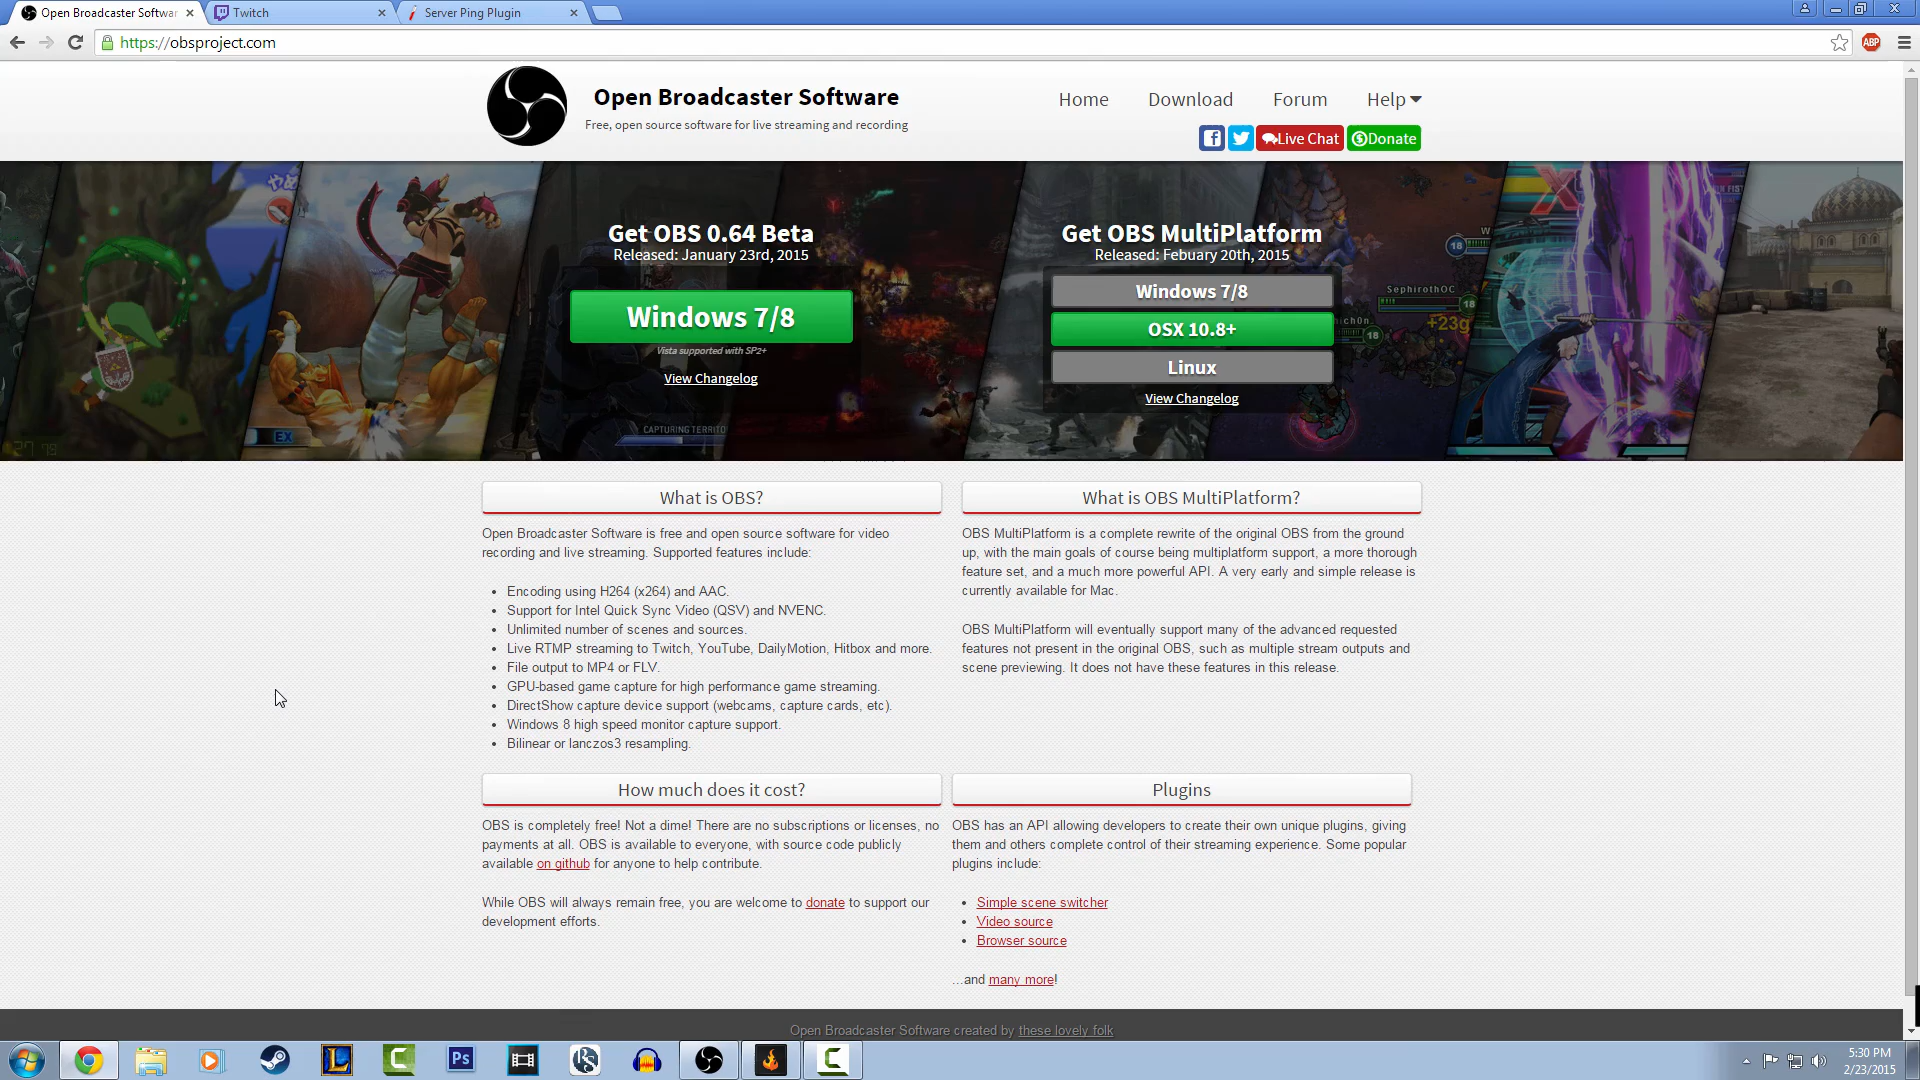 Open Broadcaster Softwar
Twitch
Server Ping Plugin
https://obsproject.com
ABP
Open Broadcaster Software
Free, open source software for live streaming and recording
Home
Download
Forum
Help
Live Chat
Donate
Get OBS 0.64 Beta
Released: January 23rd, 2015
Windows 7/8
Vista supported with SP2+
View Changelog
EX
CAPTURING TERRITO
Get OBS MultiPlatform
Released: Febuary 20th, 2015
Windows 7/8
OSX 10.8+
Linux
View Changelog
18
SephirothOC
18
+23g
18
What is OBS?
Open Broadcaster Software is free and open source software for video
recording and live streaming. Supported features include:
• Encoding using H264 (x264) and AAC.
• Support for Intel Quick Sync Video (QSV) and NVENC.
• Unlimited number of scenes and sources.
• Live RTMP streaming to Twitch, YouTube, DailyMotion, Hitbox and more.
• File output to MP4 or FLV.
• GPU-based game capture for high performance game streaming.
• DirectShow capture device support (webcams, capture cards, etc).
• Windows 8 high speed monitor capture support.
• Bilinear or lanczos3 resampling.
What is OBS MultiPlatform?
OBS MultiPlatform is a complete rewrite of the original OBS from the ground
up, with the main goals of course being multiplatform support, a more thorough
feature set, and a much more powerful API. A very early and simple release is
currently available for Mac.
OBS MultiPlatform will eventually support many of the advanced requested
features not present in the original OBS, such as multiple stream outputs and
scene previewing. It does not have these features in this release.
How much does it cost?
OBS is completely free! Not a dime! There are no subscriptions or licenses, no
payments at all. OBS is available to everyone, with source code publicly
available on github for anyone to help contribute.
While OBS will always remain free, you are welcome to donate to support our
development efforts.
Plugins
OBS has an API allowing developers to create their own unique plugins, giving
them and others complete control of their streaming experience. Some popular
plugins include:
• Simple scene switcher
• Video source
• Browser source
...and many more!
Open Broadcaster Software created by these lovely folk
Ps
5:30 PM
2/23/2015